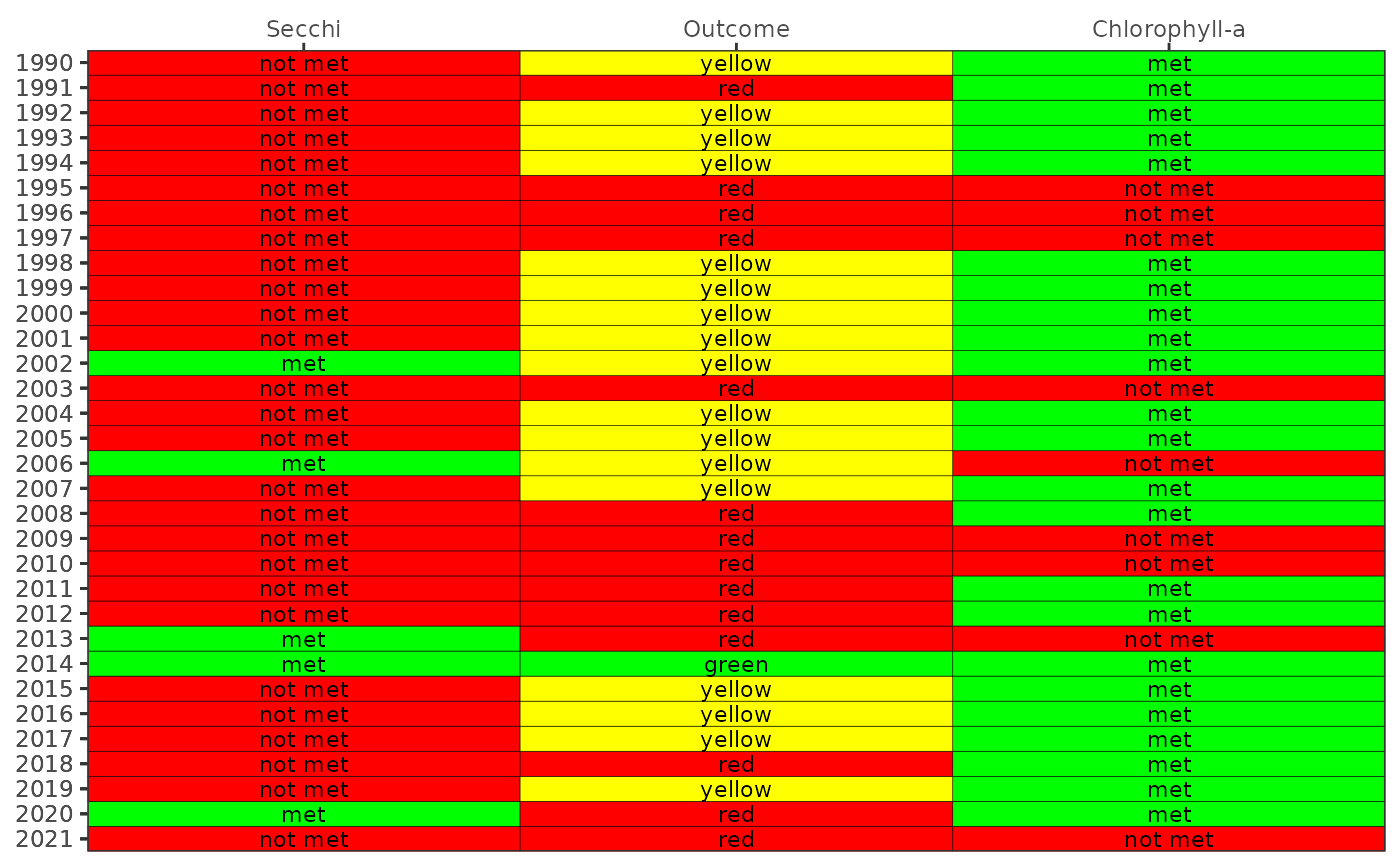 Secchi Outcome Chlorophyll-a
1990 not met yellow met
1991 not met red met
1992 not met yellow met
1993 not met yellow met
1994 not met yellow met
1995 not met red not met
1996 not met red not met
1997 not met red not met
1998 not met yellow met
1999 not met yellow met
2000 not met yellow met
2001 not met yellow met
2002 met yellow met
2003 not met red not met
2004 not met yellow met
2005 not met yellow met
2006 met yellow not met
2007 not met yellow met
2008 not met red met
2009 not met red not met
2010 not met red not met
2011 not met red met
2012 not met red met
2013 met red not met
2014 met green met
2015 not met yellow met
2016 not met yellow met
2017 not met yellow met
2018 not met red met
2019 not met yellow met
2020 met red met
2021 not met red not met